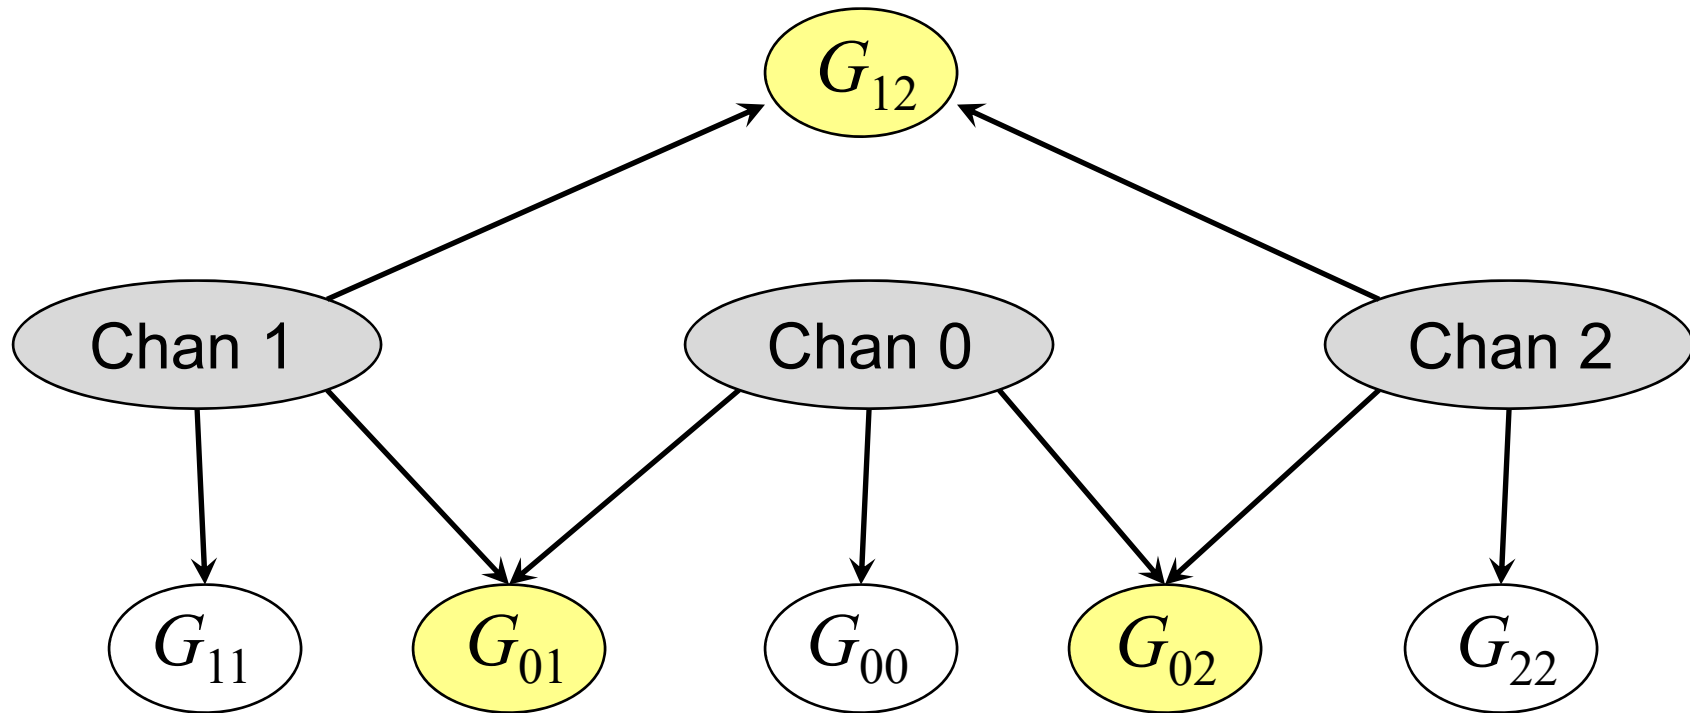 G₁₂
Chan 1 Chan 0 Chan 2
G₁₁ G₀₁ G₀₀ G₀₂ G₂₂